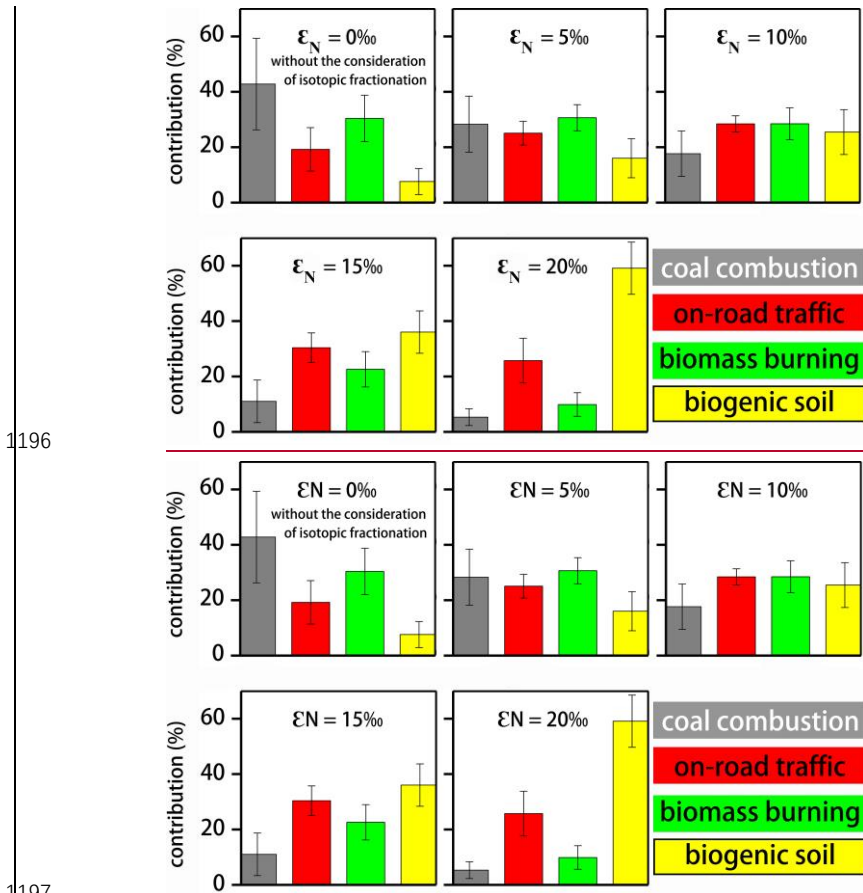 60
40
20
0
contribution (%)
εN = 0‰
without the consideration
of isotopic fractionation
εN = 5‰
εN = 10‰
60
40
20
0
contribution (%)
εN = 15‰
εN = 20‰
coal combustion
on-road traffic
biomass burning
biogenic soil
1196
60
40
20
0
contribution (%)
εN = 0‰
without the consideration
of isotopic fractionation
εN = 5‰
εN = 10‰
60
40
20
0
contribution (%)
εN = 15‰
εN = 20‰
coal combustion
on-road traffic
biomass burning
biogenic soil
1197